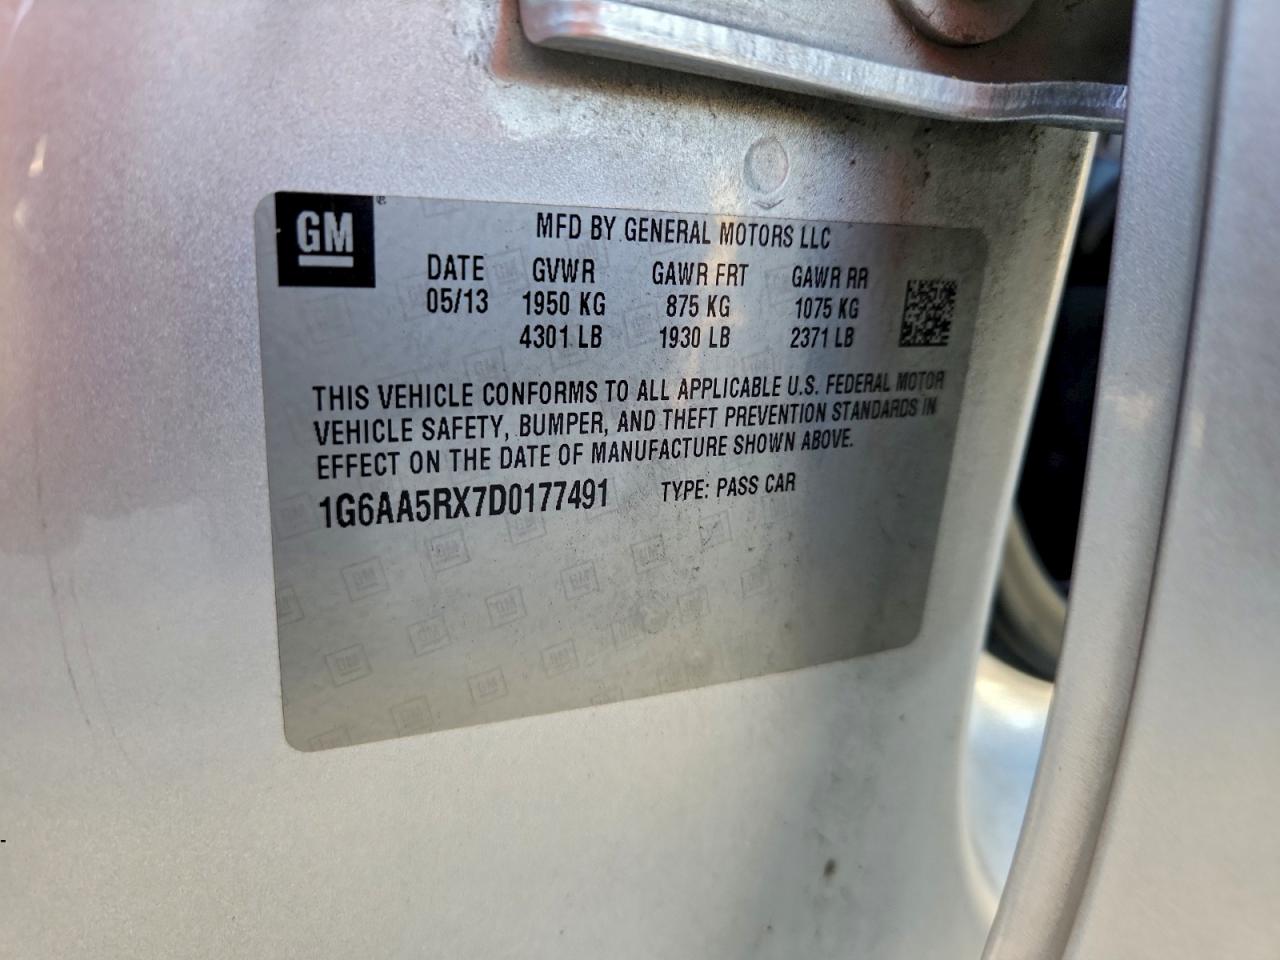 GM
MFD BY GENERAL MOTORS LLC
DATE GVWR GAWR FRT GAWR RR
05/13 1950 KG 875 KG 1075 KG
4301 LB 1930 LB 2371 LB
THIS VEHICLE CONFORMS TO ALL APPLICABLE U.S. FEDERAL MOTOR
VEHICLE SAFETY, BUMPER, AND THEFT PREVENTION STANDARDS IN
EFFECT ON THE DATE OF MANUFACTURE SHOWN ABOVE.
1G6AA5RX7D0177491 TYPE: PASS CAR